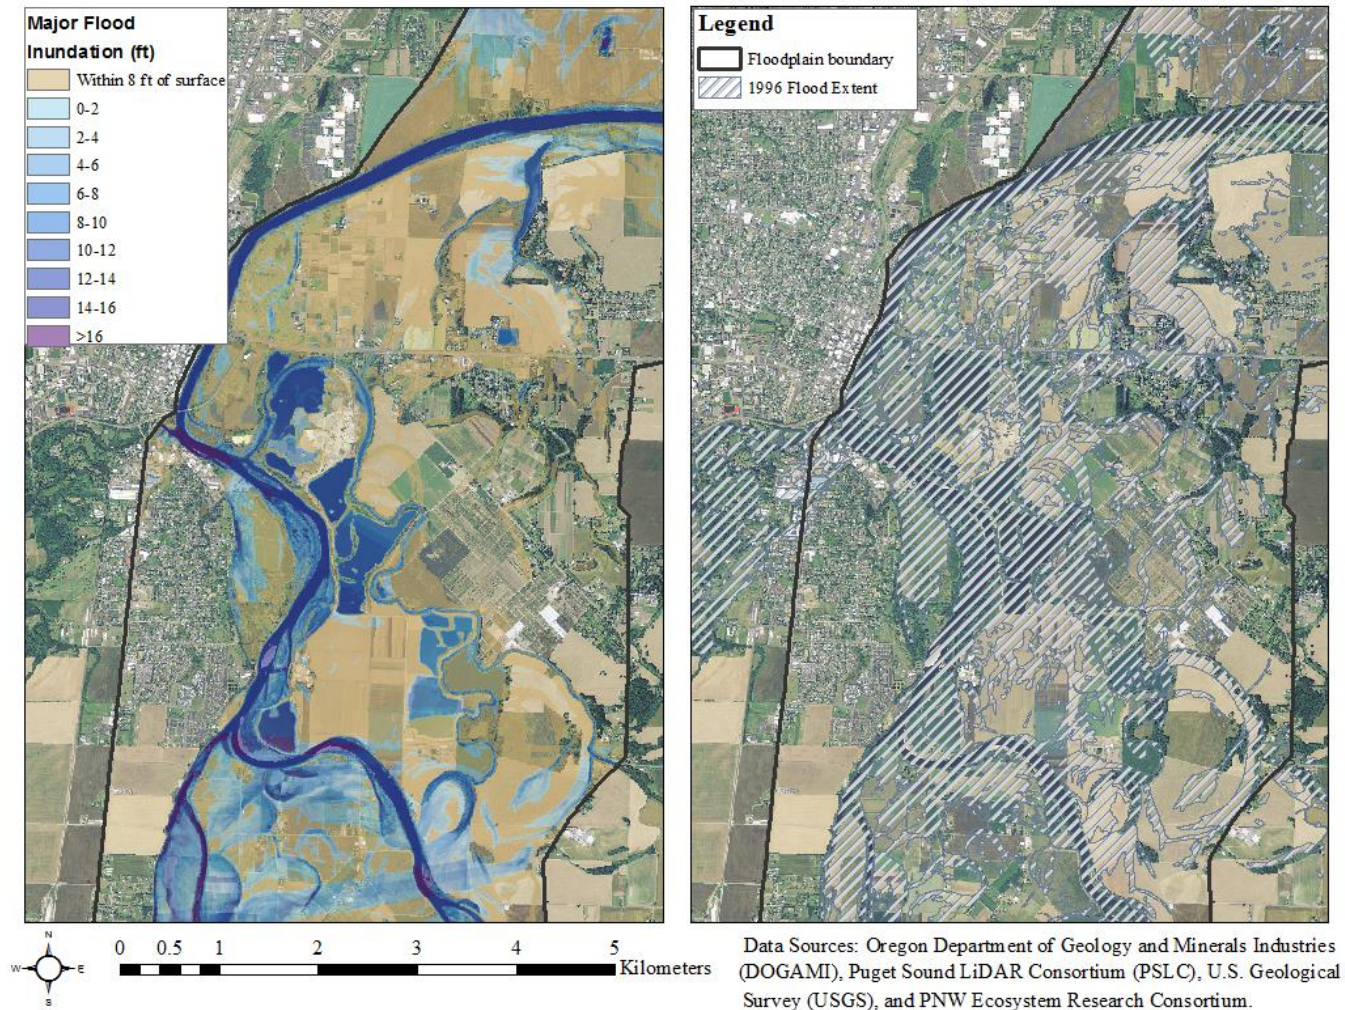 Major Flood
Inundation (ft)
Within 8 ft of surface
0-2
2-4
4-6
6-8
8-10
10-12
12-14
14-16
>16
Legend
Floodplain boundary
1996 Flood Extent
N
W
E
S
0 0.5 1 2 3 4 5
Kilometers
Data Sources: Oregon Department of Geology and Minerals Industries
(DOGAMI), Puget Sound LiDAR Consortium (PSLC), U.S. Geological
Survey (USGS), and PNW Ecosystem Research Consortium.